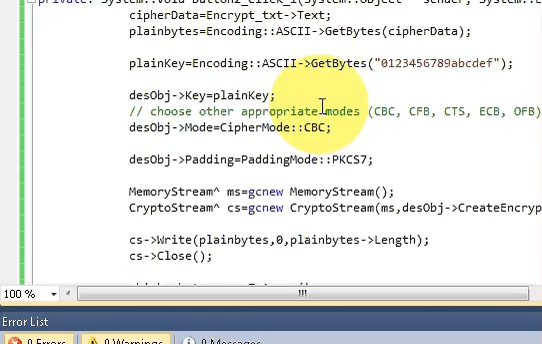 private: System::Void button2_Click_1(System::Object^ sender, System::E
cipherData=Encrypt_txt->Text;
plainbytes=Encoding::ASCII->GetBytes(cipherData);
plainKey=Encoding::ASCII->GetBytes("0123456789abcdef");
desObj->Key=plainKey;
// choose other appropriate modes (CBC, CFB, CTS, ECB, OFB)
desObj->Mode=CipherMode::CBC;
desObj->Padding=PaddingMode::PKCS7;
MemoryStream^ ms=gcnew MemoryStream();
CryptoStream^ cs=gcnew CryptoStream(ms,desObj->CreateEncryp
cs->Write(plainbytes,0,plainbytes->Length);
cs->Close();
100 %
Error List
0 Errors 0 Warnings 0 Messages